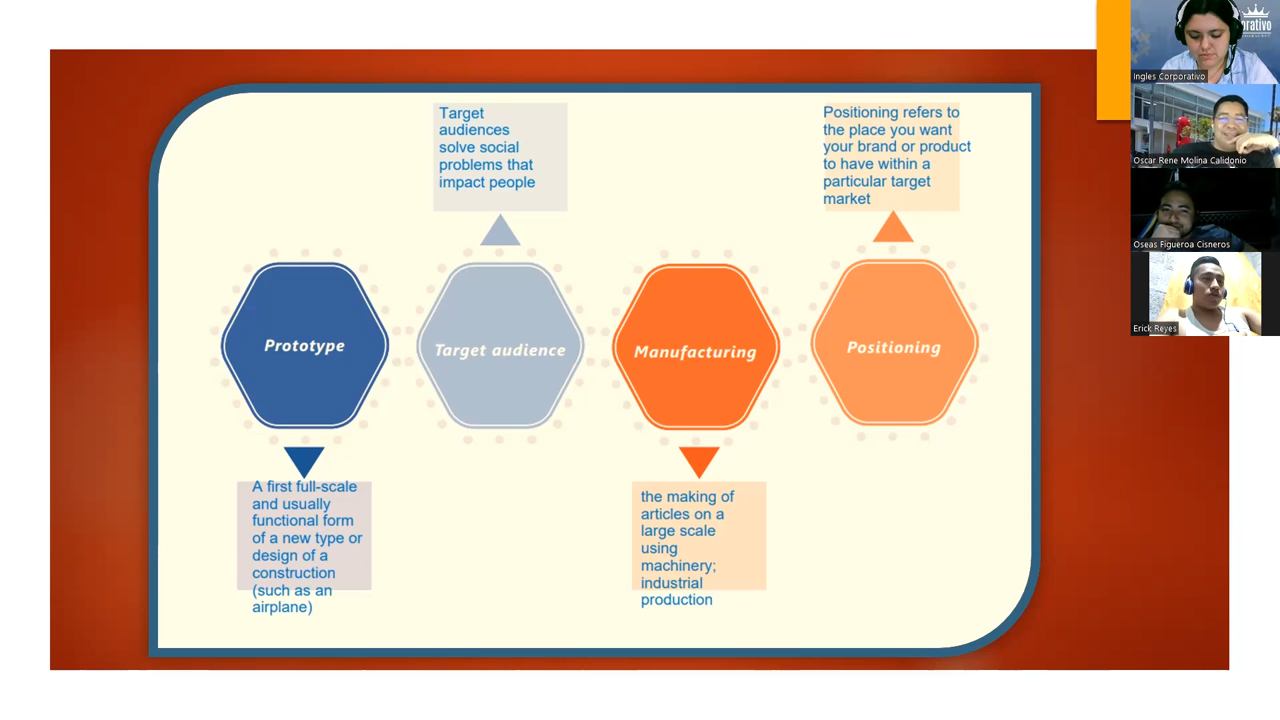 Target
audiences
solve social
problems that
impact people
Positioning refers to
the place you want
your brand or product
to have within a
particular target
market
Prototype
Target audience
Manufacturing
Positioning
A first full-scale
and usually
functional form
of a new type or
design of a
construction
(such as an
airplane)
the making of
articles on a
large scale
using
machinery;
industrial
production
Ingles Corporativo
Oscar Rene Molina Calidonio
Oseas Figueroa Cisneros
Erick Reyes